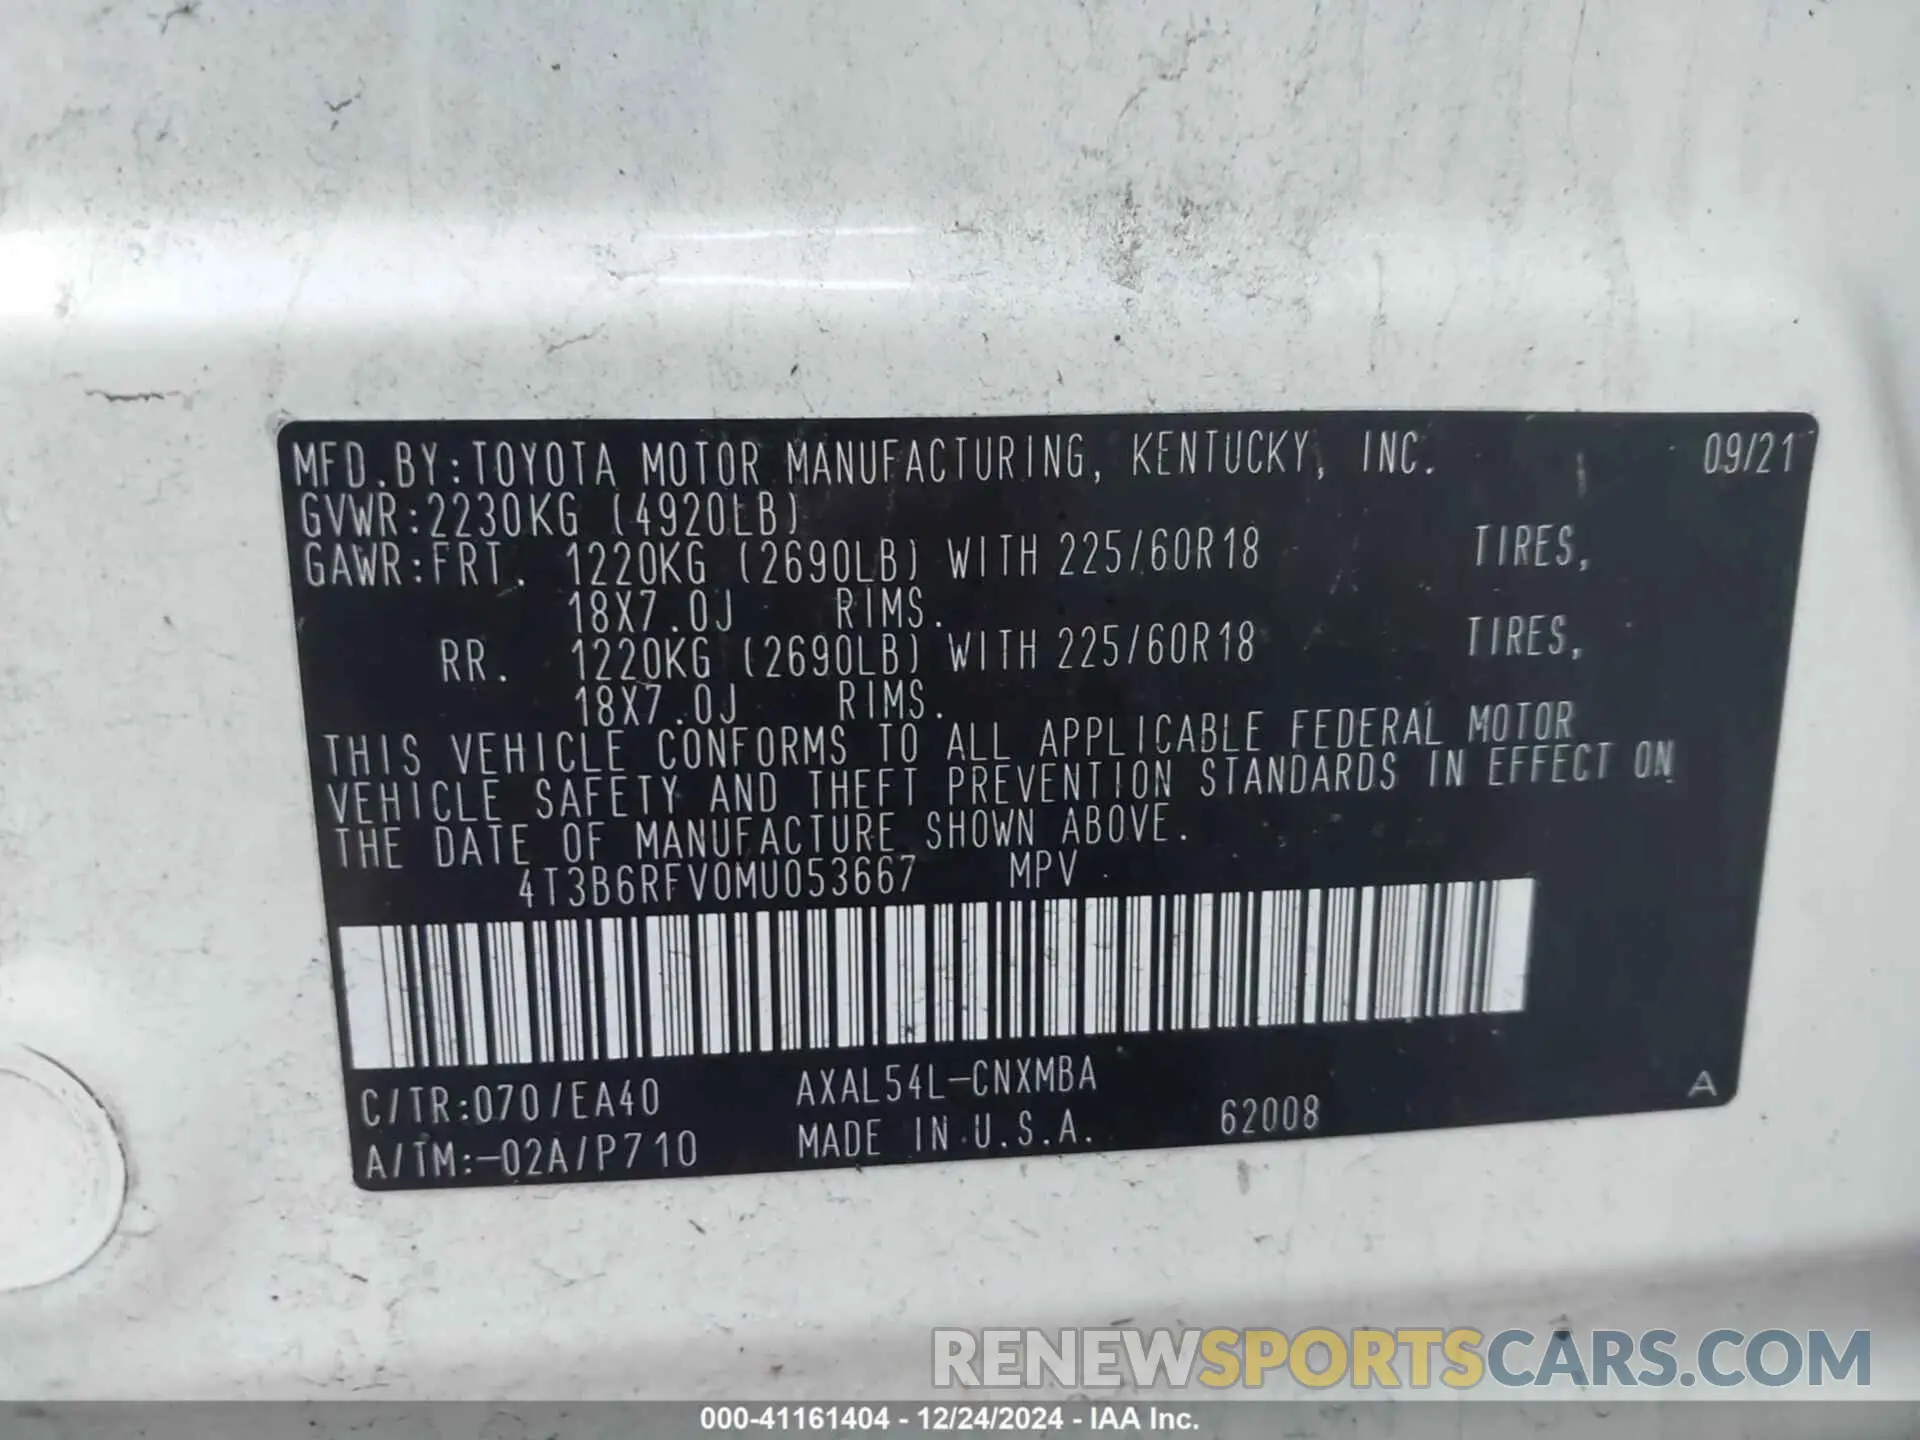 MFD.BY:TOYOTA MOTOR MANUFACTURING, KENTUCKY, INC. 09/21
GVWR:2230KG (4920LB)
GAWR:FRT. 1220KG (2690LB) WITH 225/60R18 TIRES,
18X7.0J RIMS.
RR. 1220KG (2690LB) WITH 225/60R18 TIRES,
18X7.0J RIMS.
THIS VEHICLE CONFORMS TO ALL APPLICABLE FEDERAL MOTOR
VEHICLE SAFETY AND THEFT PREVENTION STANDARDS IN EFFECT ON
THE DATE OF MANUFACTURE SHOWN ABOVE.
4T3B6RFV0MU053667 MPV
C/TR:070/EA40 AXAL54L-CNXMBA A
A/TM:-02A/P710 MADE IN U.S.A. 62008
RENEWSPORTSCARS.COM
000-41161404 - 12/24/2024 - IAA Inc.